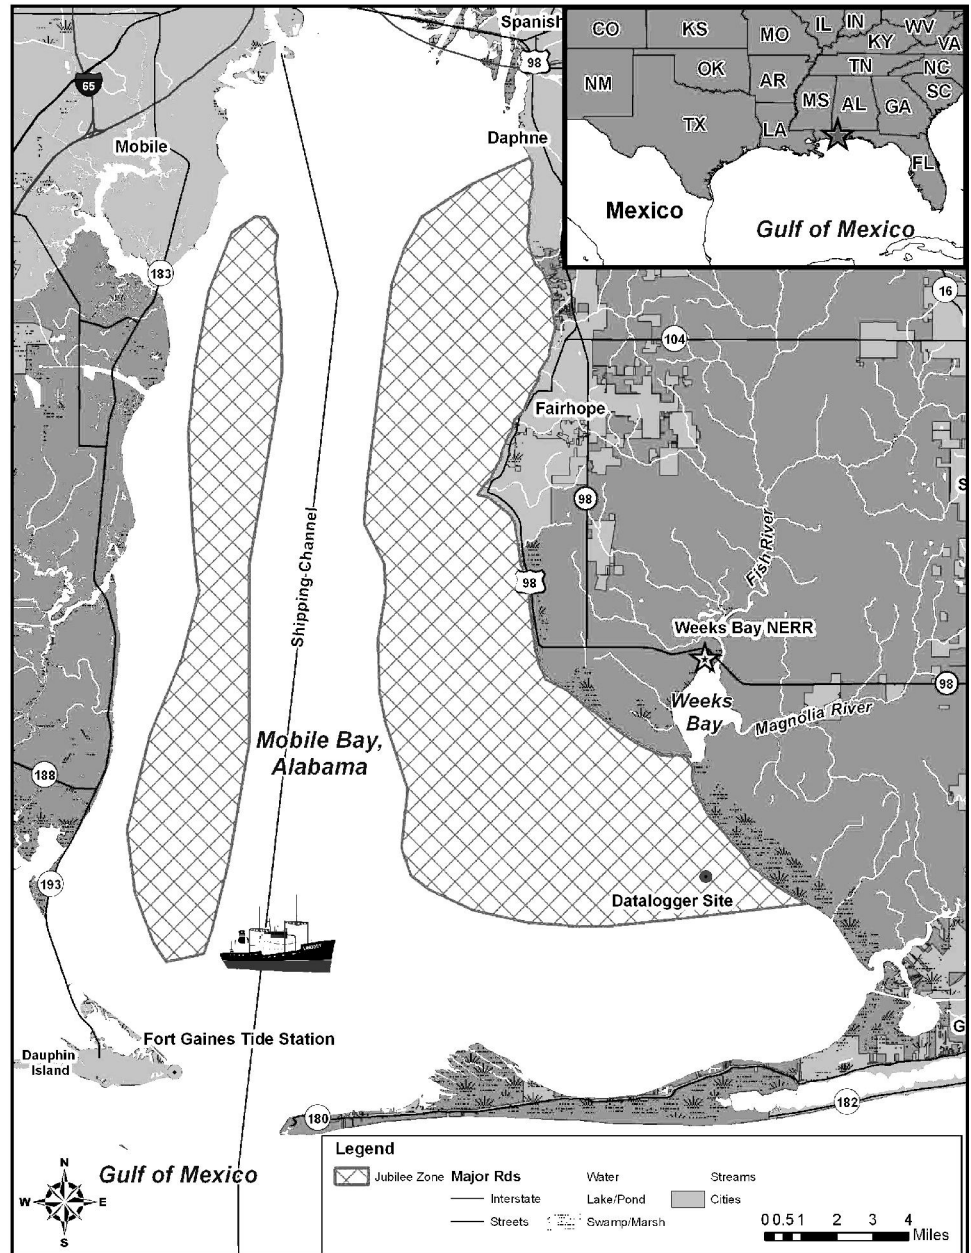 Spanish
98
65
Mobile
Daphne
183
CO
KS
MO
IL
IN
WV
KY
VA
NM
OK
AR
TN
NC
SC
TX
LA
MS
AL
GA
FL
Mexico
Gulf of Mexico
16
104
Fairhope
98
Shipping-Channel
Fish River
98
Weeks Bay NERR
Weeks
Bay
Magnolia River
98
Mobile Bay,
Alabama
188
193
Datalogger Site
Fort Gaines Tide Station
Dauphin
Island
S
G
180
182
Gulf of Mexico
N
W
E
S
Legend
Jubilee Zone
Major Rds
Interstate
Streets
Water
Lake/Pond
Swamp/Marsh
Streams
Cities
0 0.5 1 2 3 4
Miles